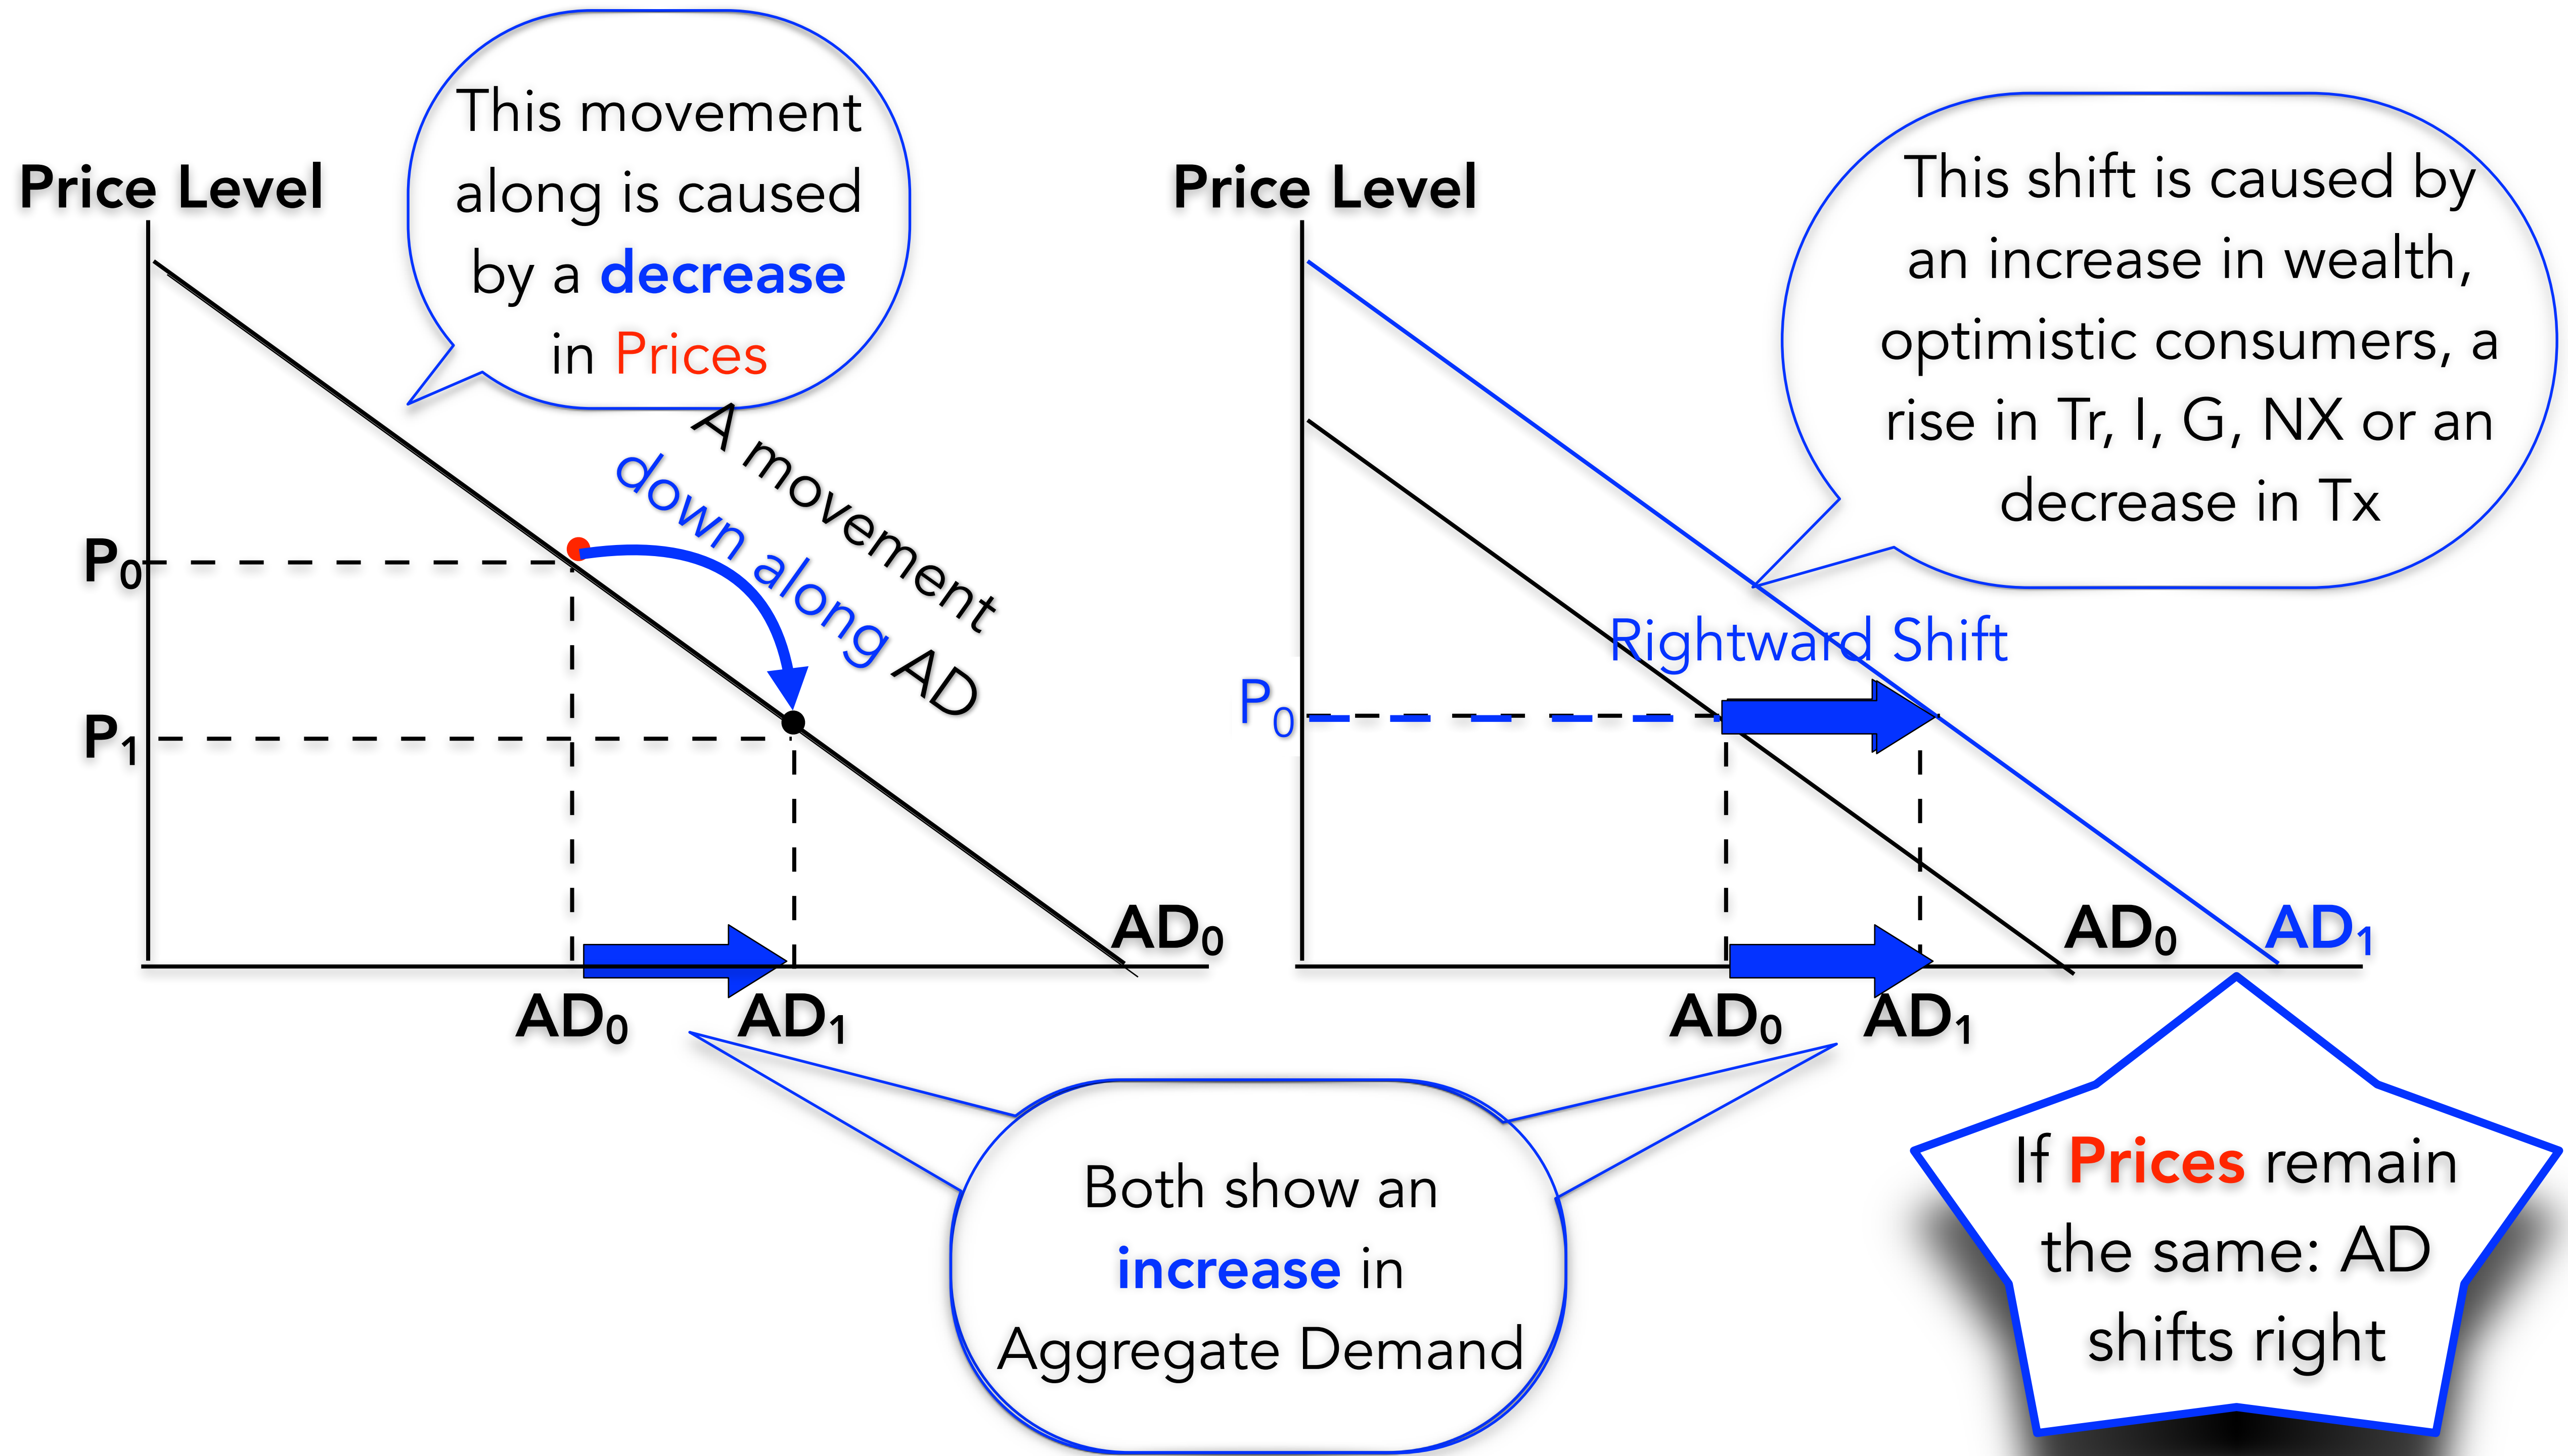 This movement
along is caused
by a decrease
in Prices
Price Level
A movement
down along AD
P₀
P₁
AD₀
AD₀
AD₁
Price Level
This shift is caused by
an increase in wealth,
optimistic consumers, a
rise in Tr, I, G, NX or an
decrease in Tx
Rightward Shift
P₀
AD₀
AD₁
AD₀
AD₁
Both show an
increase in
Aggregate Demand
If Prices remain
the same: AD
shifts right